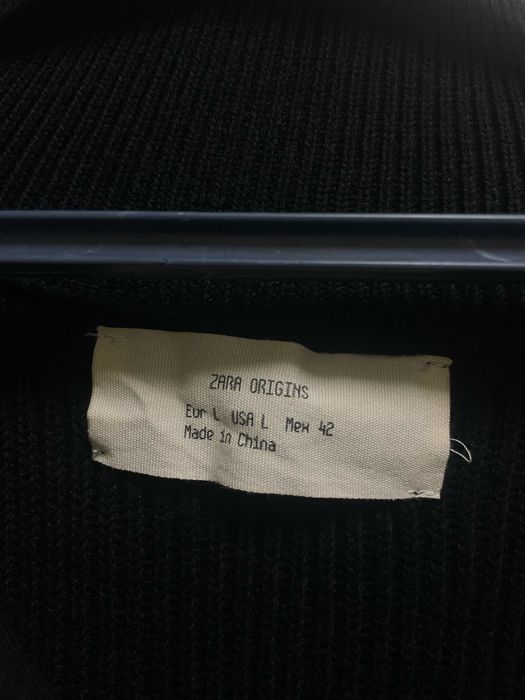 ZARA ORIGINS
Eur L USA L Mex 42
Made in China